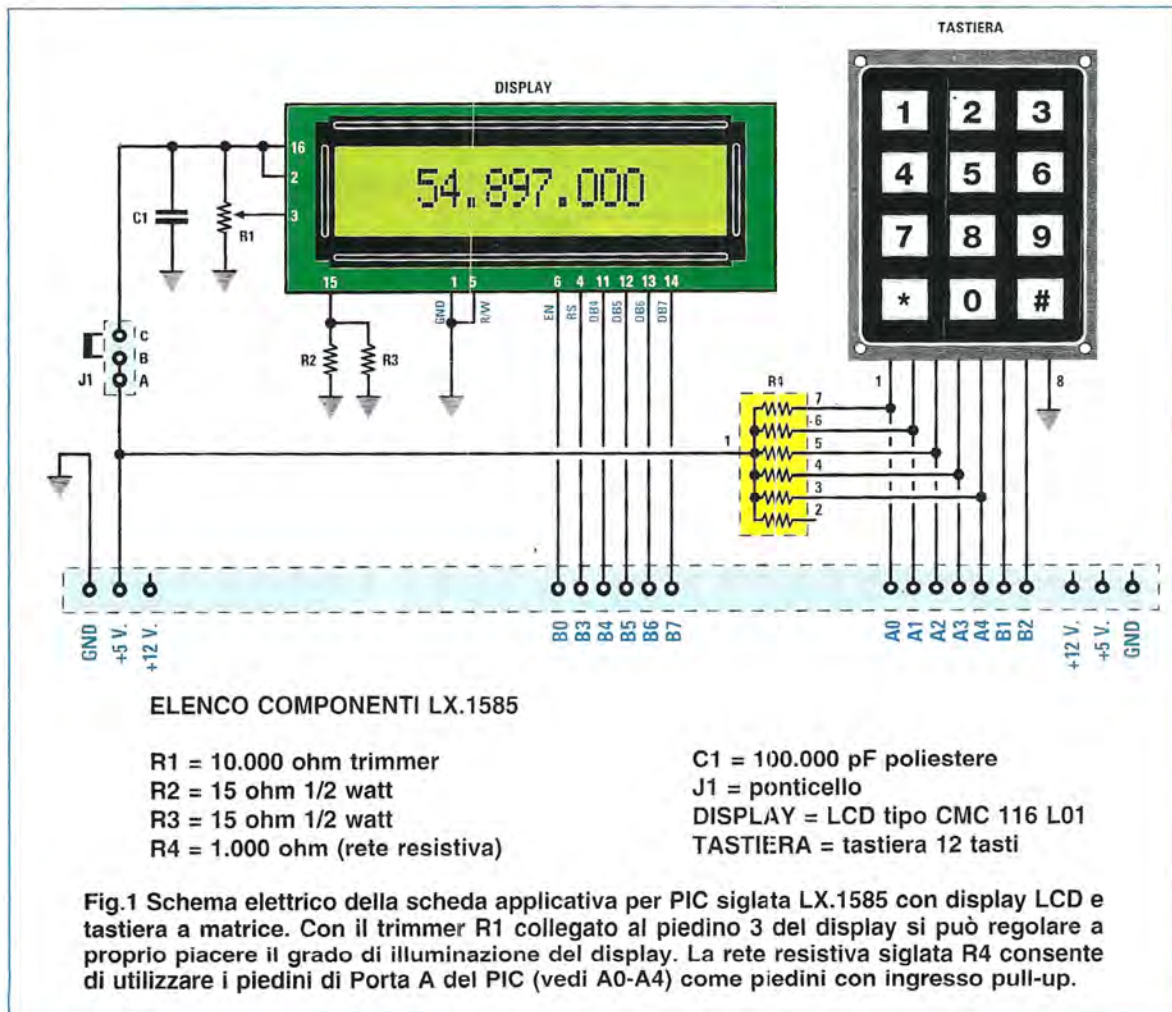 TASTIERA
DISPLAY
54.897.000
16
2
3
C1
R1
15
1
5
6
4
11
12
13
14
GND
R/W
EN
RS
DB4
DB5
DB6
DB7
R2
R3
C
B
A
J1
1
2
3
4
5
6
7
8
9
*
0
#
1
8
R4
1
7
6
5
4
3
2
GND
+5 V.
+12 V.
B0
B3
B4
B5
B6
B7
A0
A1
A2
A3
A4
B1
B2
+12 V.
+5 V.
GND
ELENCO COMPONENTI LX.1585
R1 = 10.000 ohm trimmer
R2 = 15 ohm 1/2 watt
R3 = 15 ohm 1/2 watt
R4 = 1.000 ohm (rete resistiva)
C1 = 100.000 pF poliestere
J1 = ponticello
DISPLAY = LCD tipo CMC 116 L01
TASTIERA = tastiera 12 tasti
Fig.1 Schema elettrico della scheda applicativa per PIC siglata LX.1585 con display LCD e
tastiera a matrice. Con il trimmer R1 collegato al piedino 3 del display si può regolare a
proprio piacere il grado di illuminazione del display. La rete resistiva siglata R4 consente
di utilizzare i piedini di Porta A del PIC (vedi A0-A4) come piedini con ingresso pull-up.